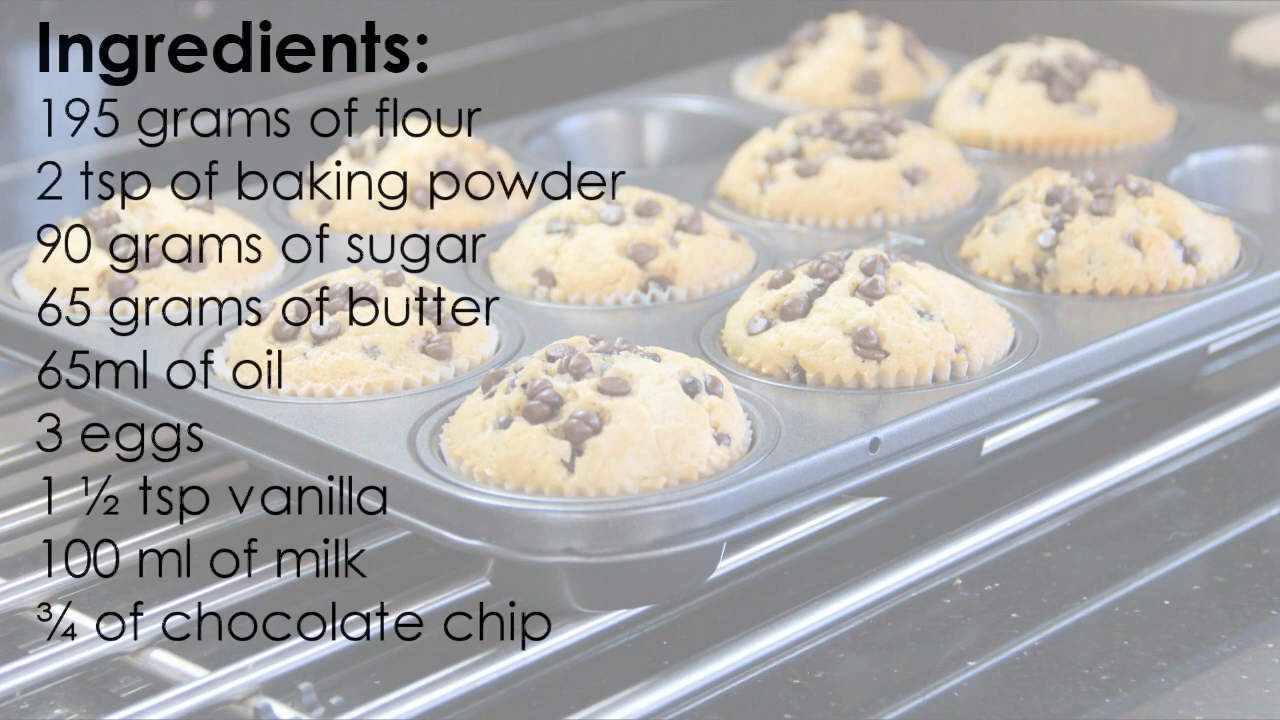 Ingredients:
195 grams of flour
2 tsp of baking powder
90 grams of sugar
65 grams of butter
65ml of oil
3 eggs
1 ½ tsp vanilla
100 ml of milk
¾ of chocolate chip